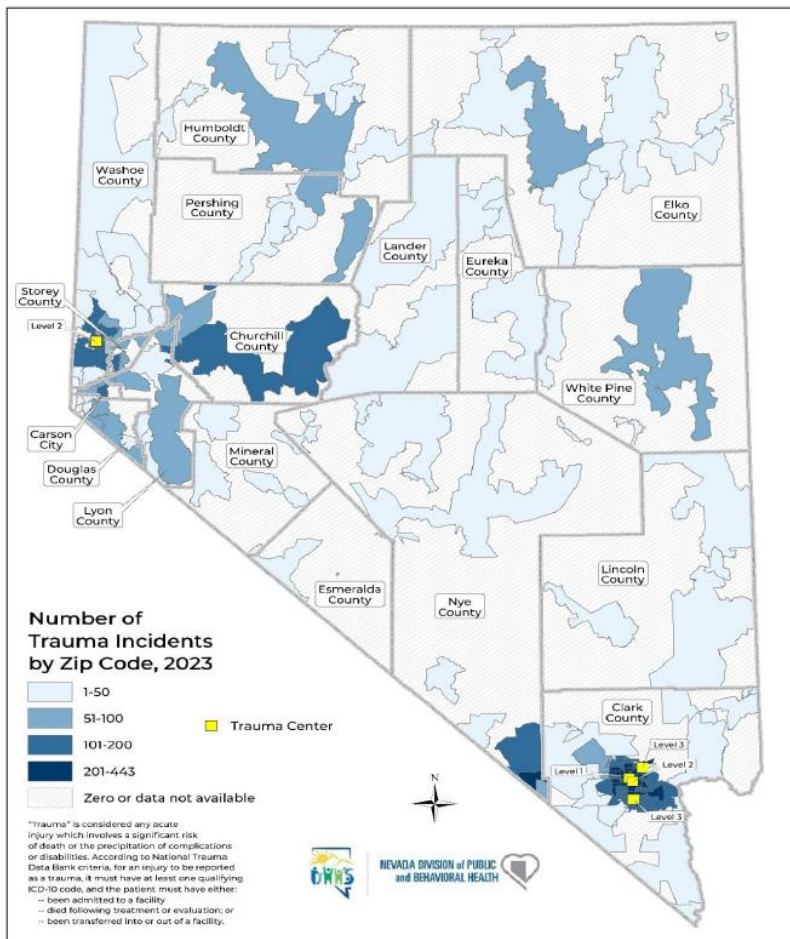 Humboldt
County
Washoe
County
Pershing
County
Elko
County
Lander
County
Eureka
County
Storey
County
Level 2
Churchill
County
White Pine
County
Carson
City
Douglas
County
Lyon
County
Mineral
County
Esmeralda
County
Nye
County
Lincoln
County
Clark
County
Level 3
Level 2
Level 1
Level 3
Number of
Trauma Incidents
by Zip Code, 2023
1-50
51-100
101-200
201-443
Zero or data not available
Trauma Center
N
"Trauma" is considered any acute
injury which involves a significant risk
of death or the precipitation of complications
or disabilities. According to National Trauma
Data Bank criteria, for an injury to be reported
as a trauma, it must have at least one qualifying
ICD-10 code, and the patient must have either:
-- been admitted to a facility
-- died following treatment or evaluation; or
-- been transferred into or out of a facility.
DHHS
NEVADA DIVISION of PUBLIC
and BEHAVIORAL HEALTH